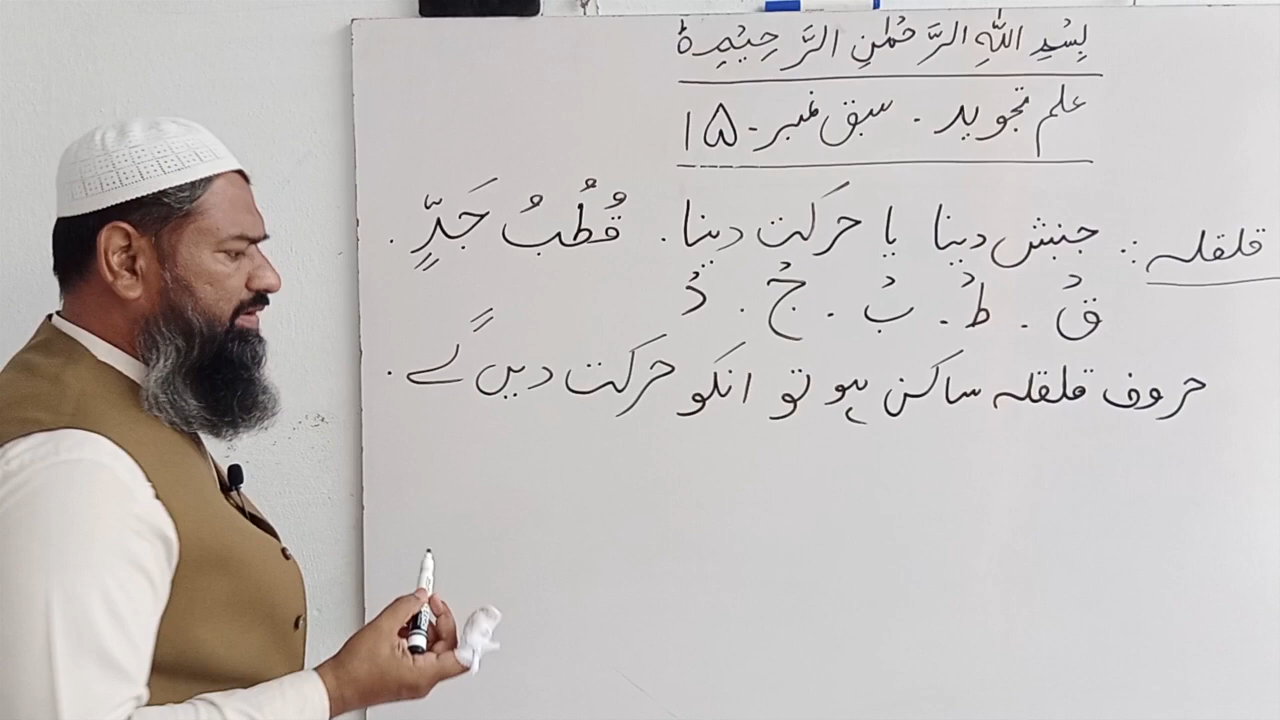 بِسْمِ اللّٰهِ الرَّحْمٰنِ الرَّحِيْمِ ۝
علم تجوید ۔ سبق نمبر ۔ ۱۵
قلقلہ :: جنبش دینا یا حرکت دینا ۔ قُطُبُ جَدٍّ ۔
قْ ۔ طْ ۔ بْ ۔ جْ ۔ دْ
حروف قلقلہ ساکن ہو تو انکو حرکت دیں گے ۔